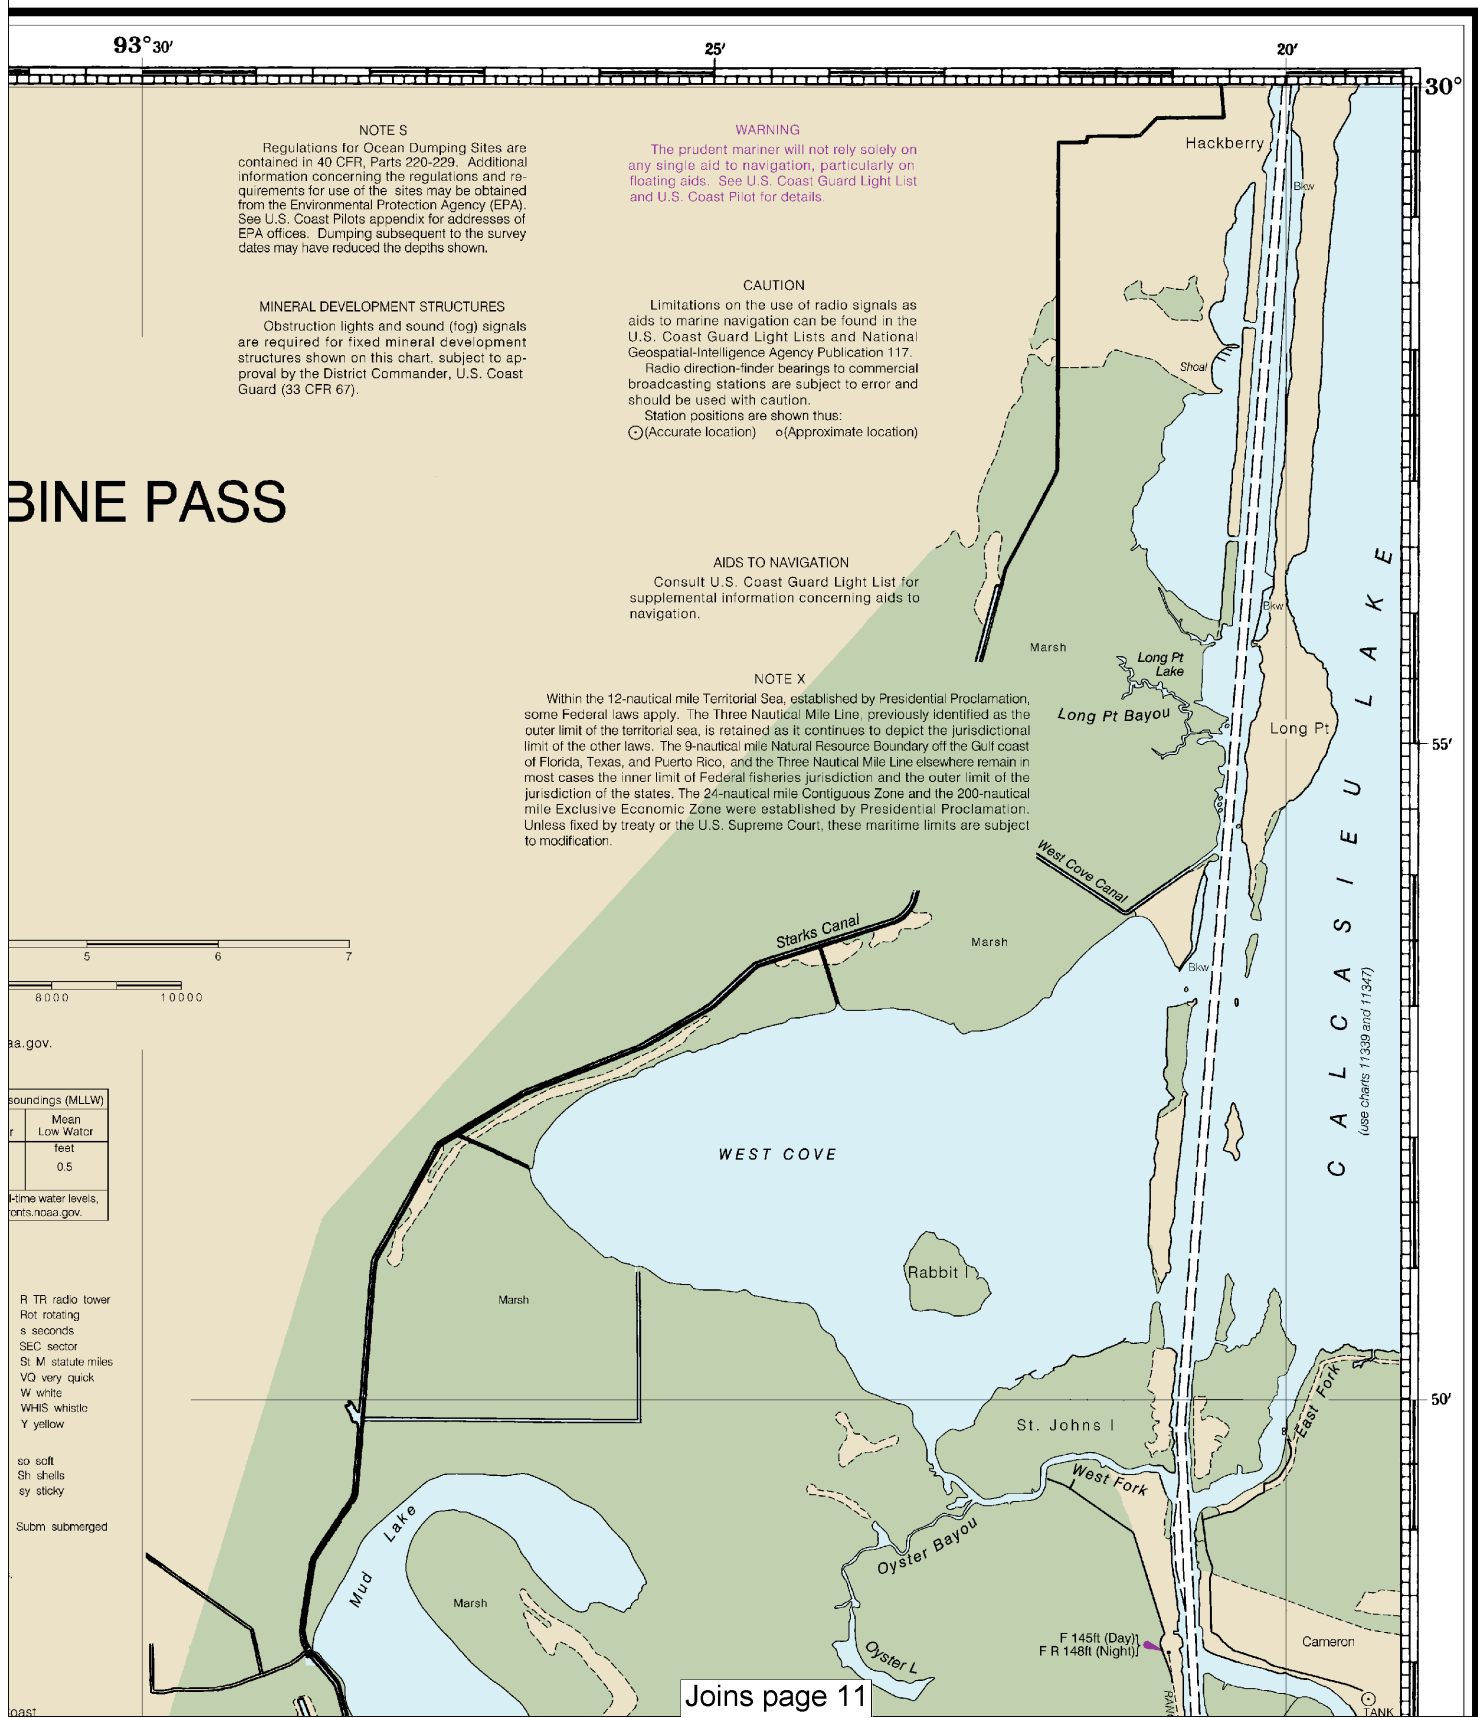 93°30′
25′
20′
30°
NOTE S
Regulations for Ocean Dumping Sites are
contained in 40 CFR, Parts 220-229. Additional
information concerning the regulations and re-
quirements for use of the sites may be obtained
from the Environmental Protection Agency (EPA).
See U.S. Coast Pilots appendix for addresses of
EPA offices. Dumping subsequent to the survey
dates may have reduced the depths shown.
WARNING
The prudent mariner will not rely solely on
any single aid to navigation, particularly on
floating aids. See U.S. Coast Guard Light List
and U.S. Coast Pilot for details.
Hackberry
Bkw
MINERAL DEVELOPMENT STRUCTURES
Obstruction lights and sound (fog) signals
are required for fixed mineral development
structures shown on this chart, subject to ap-
proval by the District Commander, U.S. Coast
Guard (33 CFR 67).
CAUTION
Limitations on the use of radio signals as
aids to marine navigation can be found in the
U.S. Coast Guard Light Lists and National
Geospatial-Intelligence Agency Publication 117.
Radio direction-finder bearings to commercial
broadcasting stations are subject to error and
should be used with caution.
Station positions are shown thus:
(Accurate location) o(Approximate location)
Shoal
BINE PASS
AIDS TO NAVIGATION
Consult U.S. Coast Guard Light List for
supplemental information concerning aids to
navigation.
Bkw
Marsh
Long Pt
Lake
Long Pt Bayou
Long Pt
55′
NOTE X
Within the 12-nautical mile Territorial Sea, established by Presidential Proclamation,
some Federal laws apply. The Three Nautical Mile Line, previously identified as the
outer limit of the territorial sea, is retained as it continues to depict the jurisdictional
limit of the other laws. The 9-nautical mile Natural Resource Boundary off the Gulf coast
of Florida, Texas, and Puerto Rico, and the Three Nautical Mile Line elsewhere remain in
most cases the inner limit of Federal fisheries jurisdiction and the outer limit of the
jurisdiction of the states. The 24-nautical mile Contiguous Zone and the 200-nautical
mile Exclusive Economic Zone were established by Presidential Proclamation.
Unless fixed by treaty or the U.S. Supreme Court, these maritime limits are subject
to modification.
West Cove Canal
Starks Canal
Marsh
Bkw
CALCASIEU LAKE
(use charts 11339 and 11347)
5 6 7
8000 10000
aa.gov.
soundings (MLLW)
r Mean
Low Water
feet
0.5
l-time water levels,
rents.noaa.gov.
WEST COVE
Rabbit I
Marsh
R TR radio tower
Rot rotating
s seconds
SEC sector
St M statute miles
VQ very quick
W white
WHIS whistle
Y yellow
so soft
Sh shells
sy sticky
Subm submerged
50′
East Fork
St. Johns I
West Fork
Oyster Bayou
Mud Lake
Marsh
F 145ft (Day)
F R 148ft (Night)
Cameron
Oyster L
Joins page 11
TANK
RAN
oast